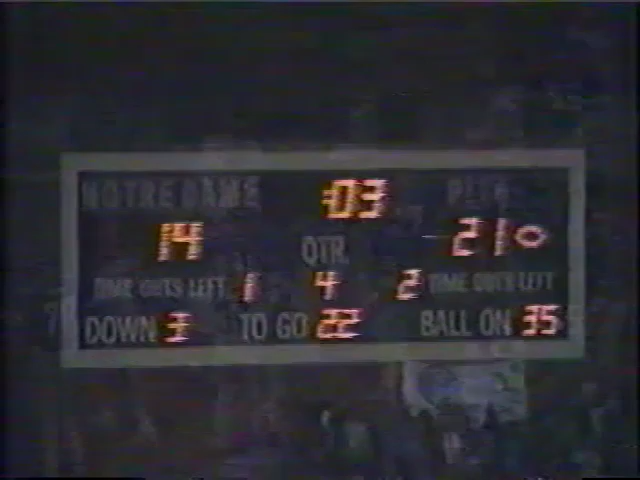 NOTRE DAME :03 PITT
14 QTR. 21
TIME OUTS LEFT 1 4 2 TIME OUTS LEFT
DOWN 3 TO GO 22 BALL ON 35